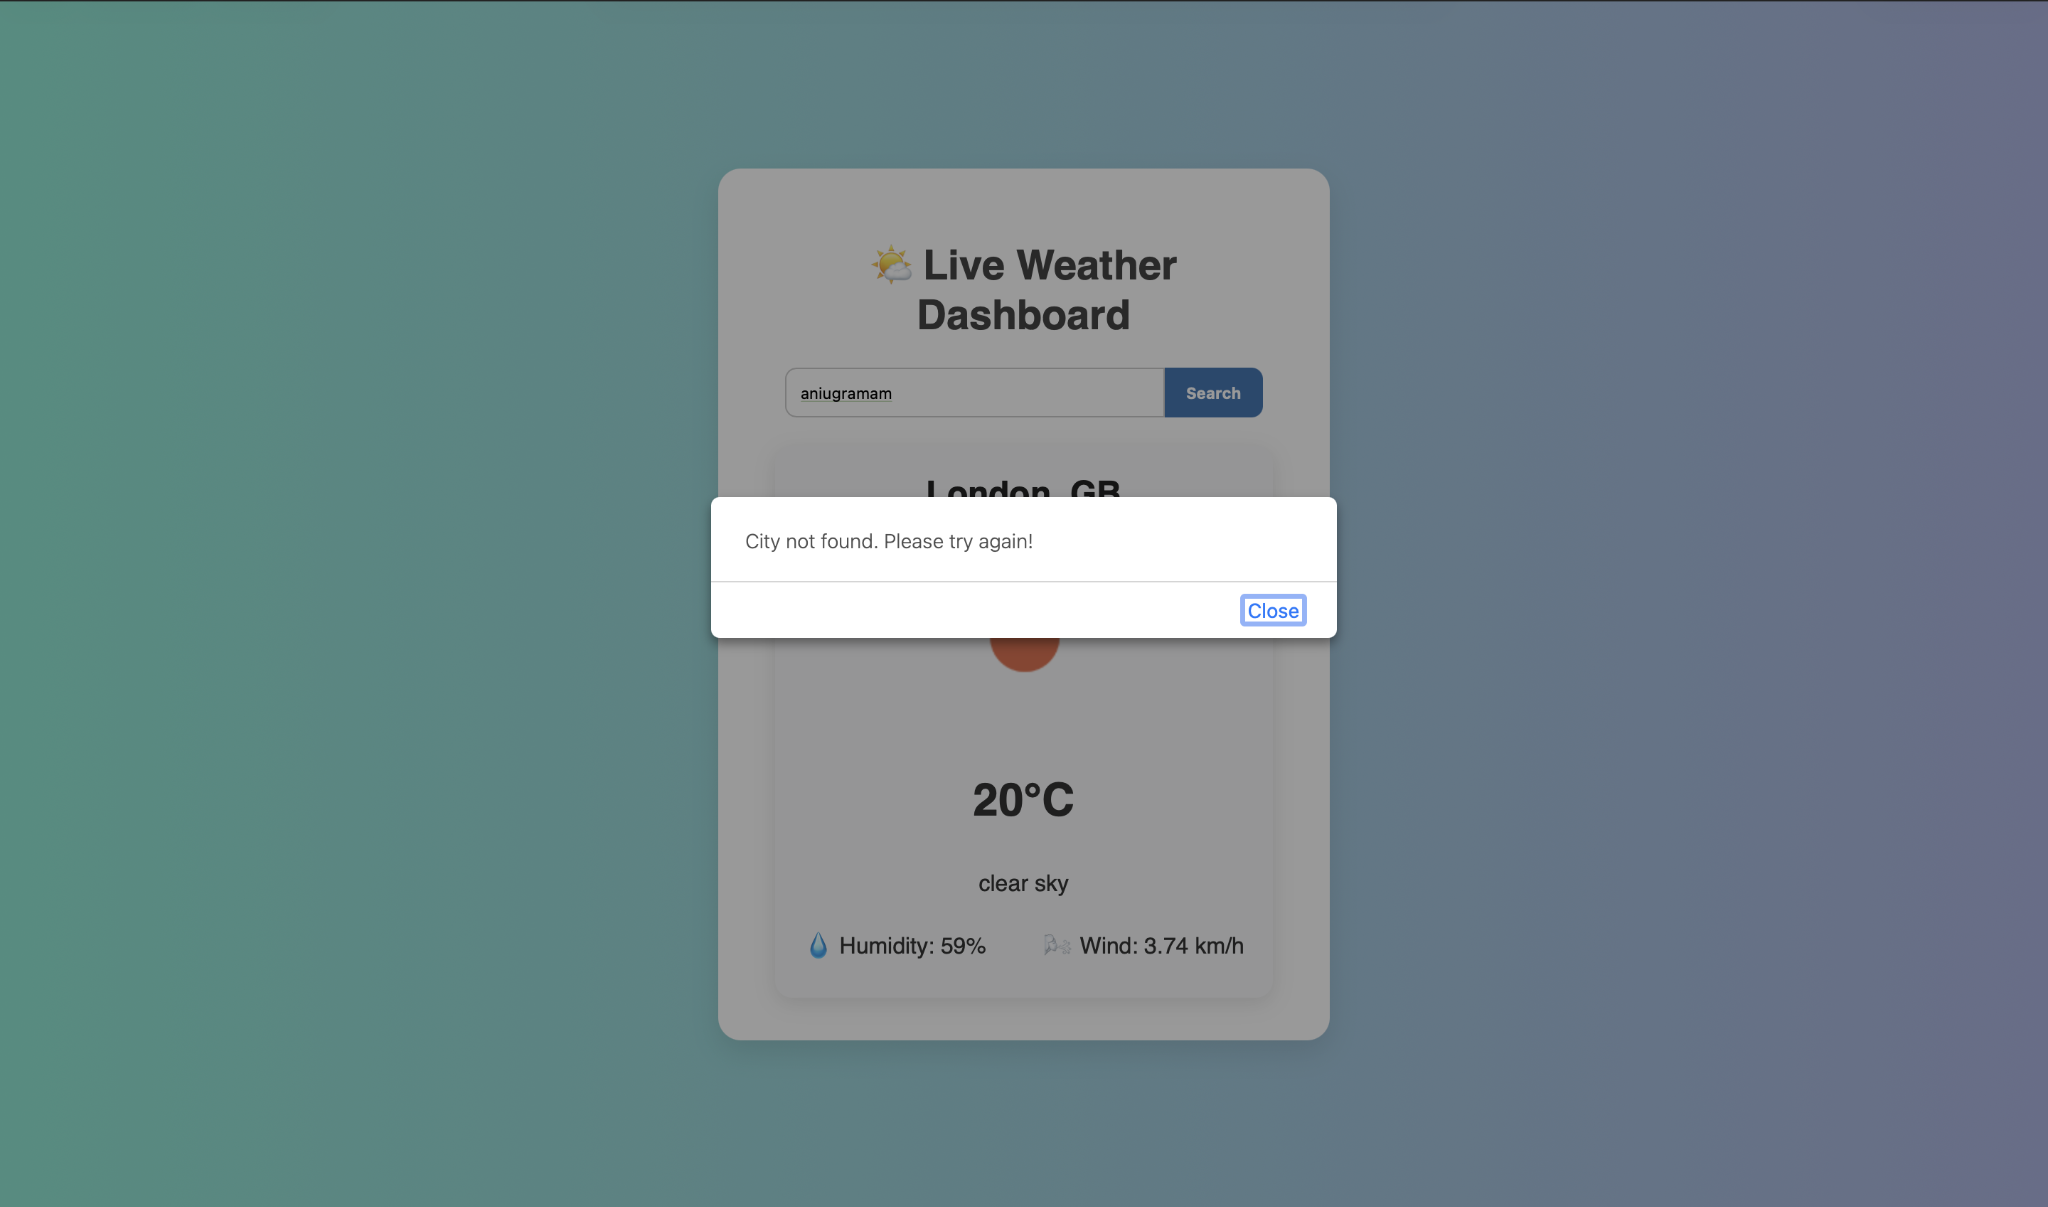 Live Weather
Dashboard
aniugramam
Search
London, GB
City not found. Please try again!
Close
20°C
clear sky
Humidity: 59%
Wind: 3.74 km/h